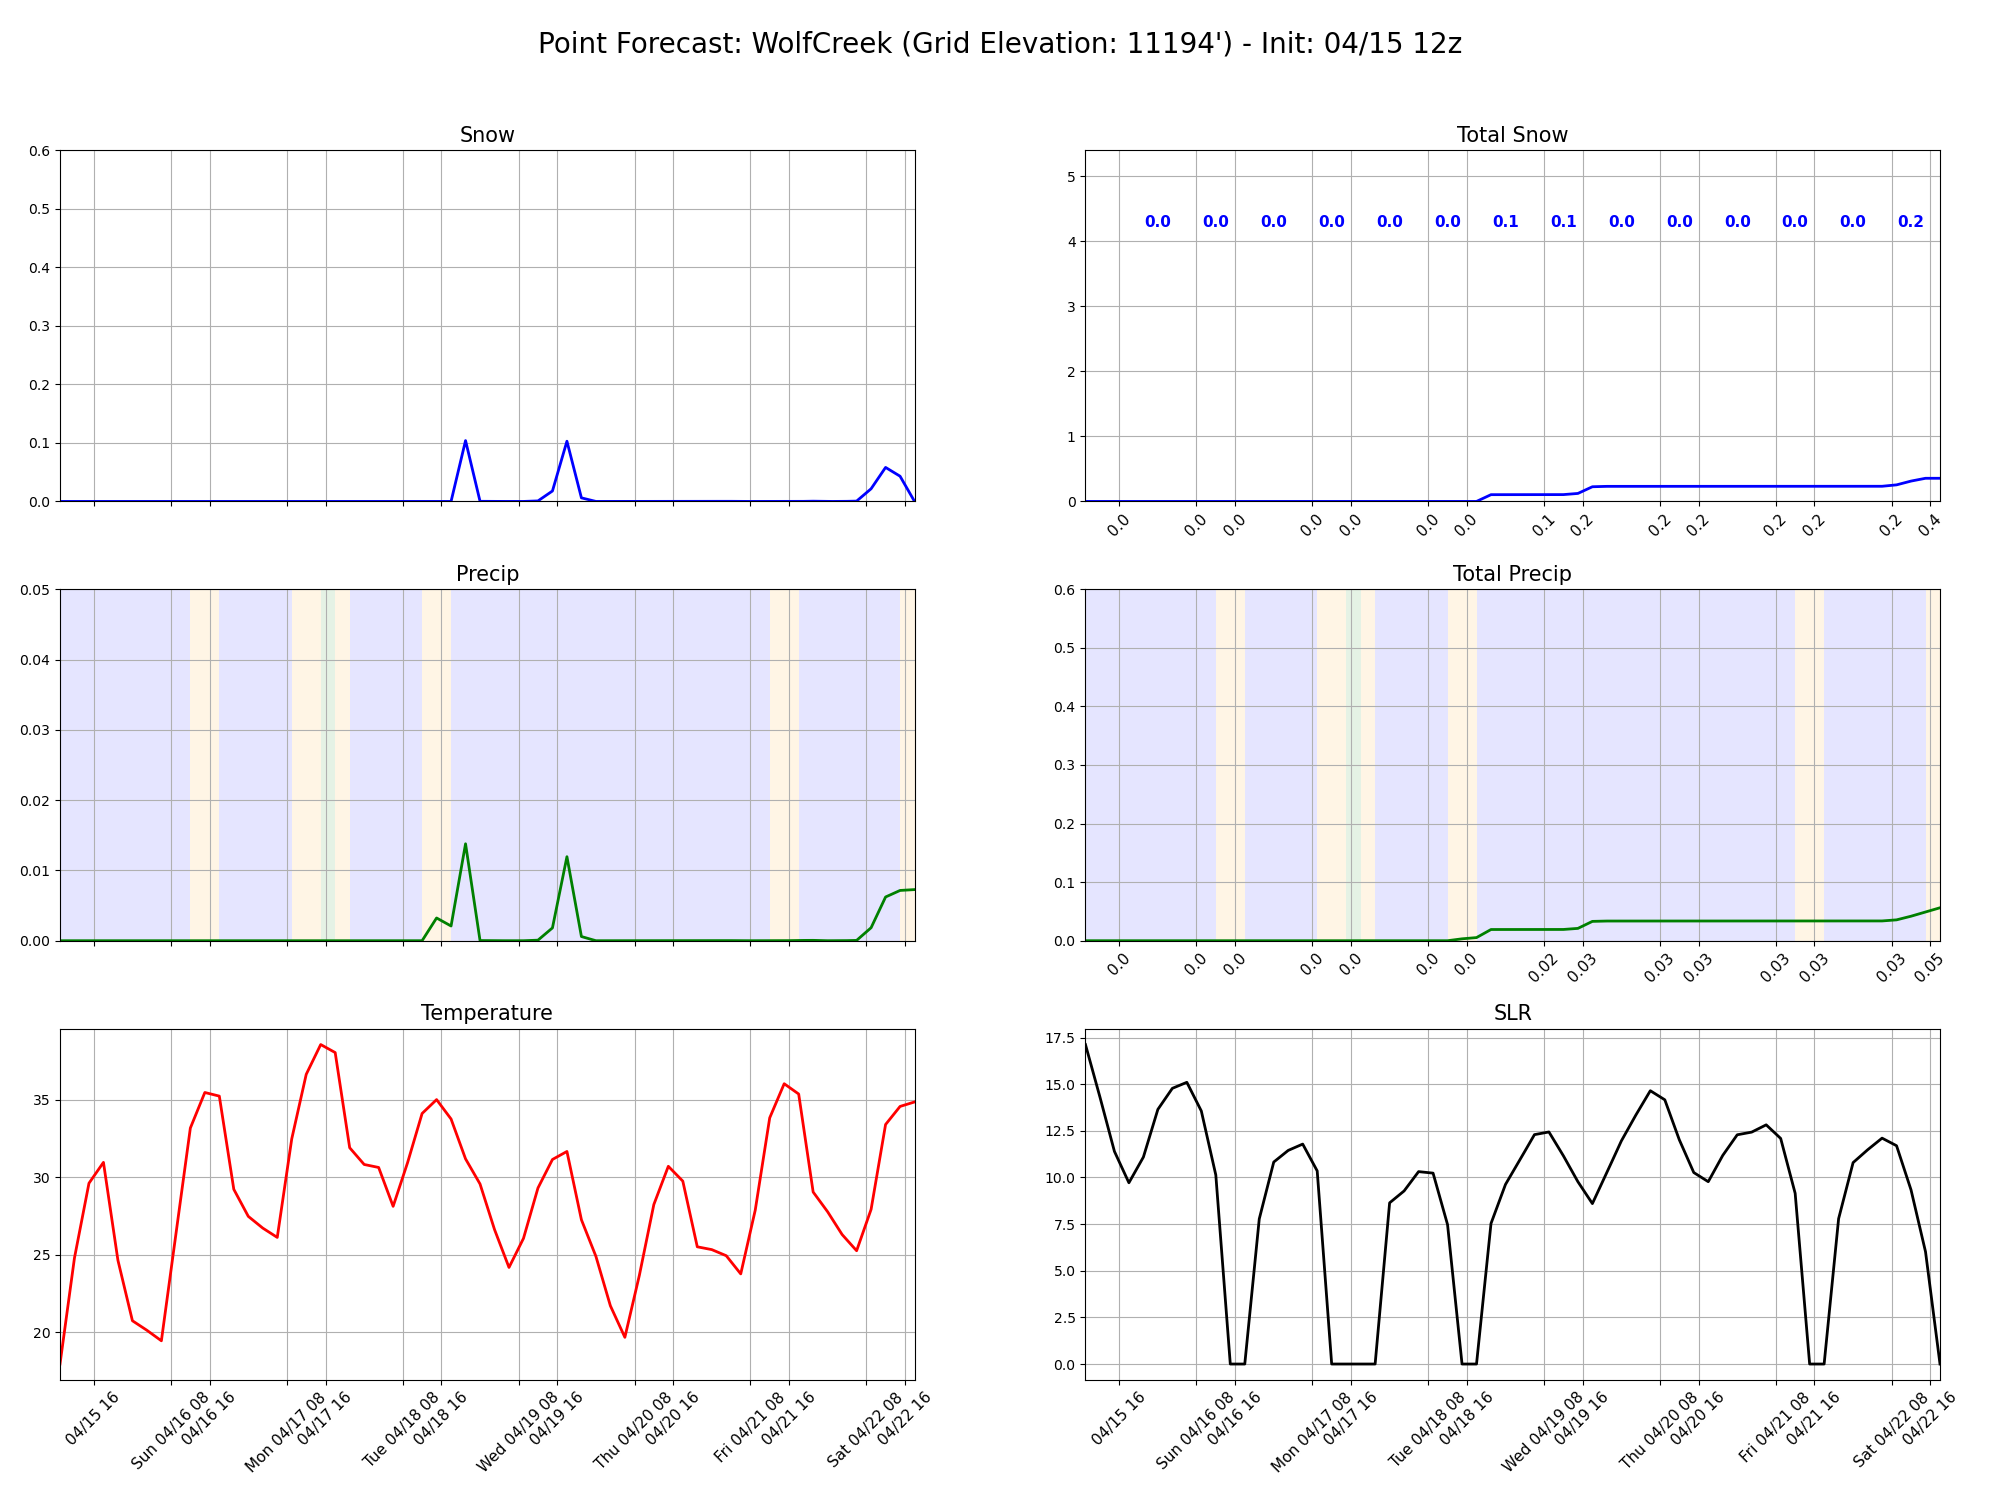 Point Forecast: WolfCreek (Grid Elevation: 11194') - Init: 04/15 12z
Snow
0.6
0.5
0.4
0.3
0.2
0.1
0.0
Total Snow
5
4
3
2
1
0
0.0 0.0 0.0 0.0 0.0 0.0 0.1 0.1 0.0 0.0 0.0 0.0 0.0 0.2
0.0 0.0 0.0 0.0 0.0 0.0 0.0 0.1 0.2 0.2 0.2 0.2 0.2 0.2 0.4
Precip
0.05
0.04
0.03
0.02
0.01
0.00
Total Precip
0.6
0.5
0.4
0.3
0.2
0.1
0.0
0.0 0.0 0.0 0.0 0.0 0.0 0.0 0.02 0.03 0.03 0.03 0.03 0.03 0.03 0.05
Temperature
35
30
25
20
04/15 16
Sun 04/16 08
04/16 16
Mon 04/17 08
04/17 16
Tue 04/18 08
04/18 16
Wed 04/19 08
04/19 16
Thu 04/20 08
04/20 16
Fri 04/21 08
04/21 16
Sat 04/22 08
04/22 16
SLR
17.5
15.0
12.5
10.0
7.5
5.0
2.5
0.0
04/15 16
Sun 04/16 08
04/16 16
Mon 04/17 08
04/17 16
Tue 04/18 08
04/18 16
Wed 04/19 08
04/19 16
Thu 04/20 08
04/20 16
Fri 04/21 08
04/21 16
Sat 04/22 08
04/22 16